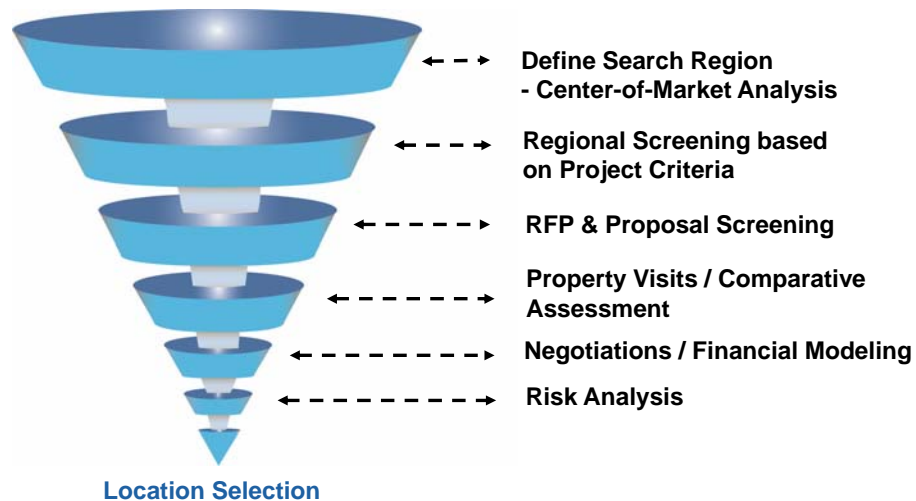 Define Search Region
- Center-of-Market Analysis
Regional Screening based
on Project Criteria
RFP & Proposal Screening
Property Visits / Comparative
Assessment
Negotiations / Financial Modeling
Risk Analysis
Location Selection